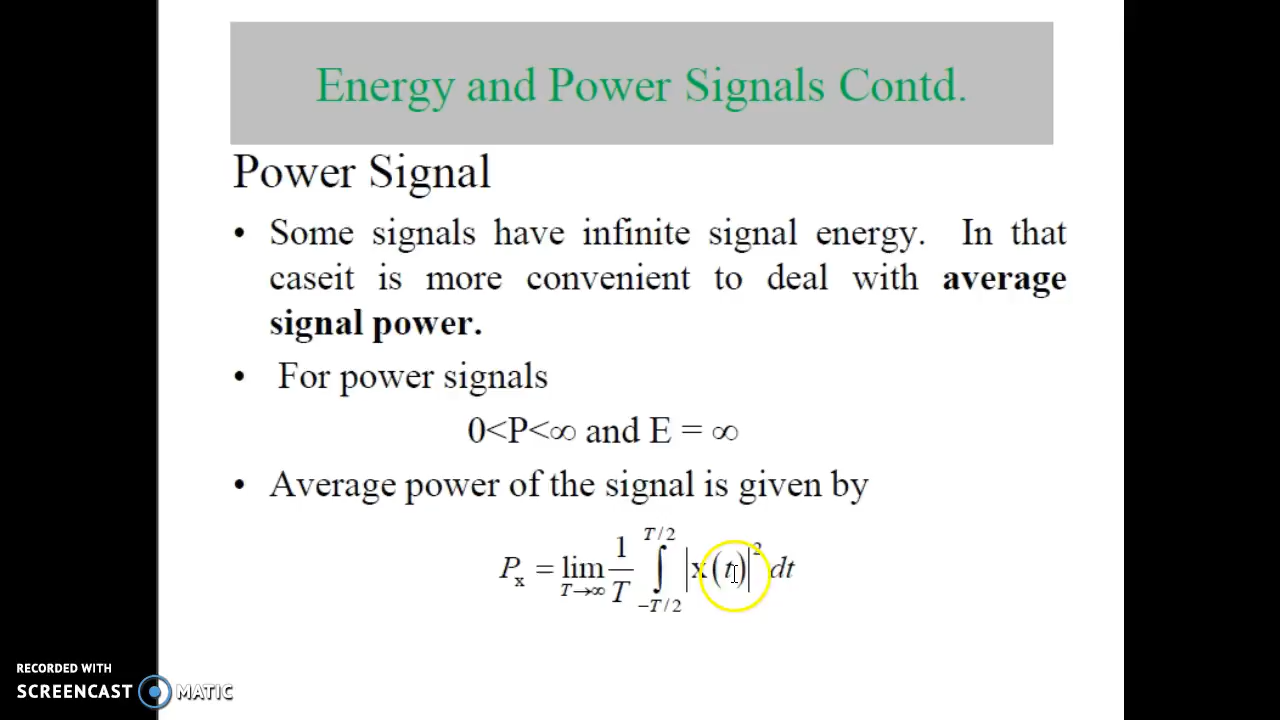 Energy and Power Signals Contd.
Power Signal
• Some signals have infinite signal energy. In that
caseit is more convenient to deal with average
signal power.
• For power signals
0<P<∞ and E = ∞
• Average power of the signal is given by
Pₓ = lim T→∞ 1/T ∫ −T/2 T/2 |x(t)|² dt
RECORDED WITH
SCREENCAST MATIC